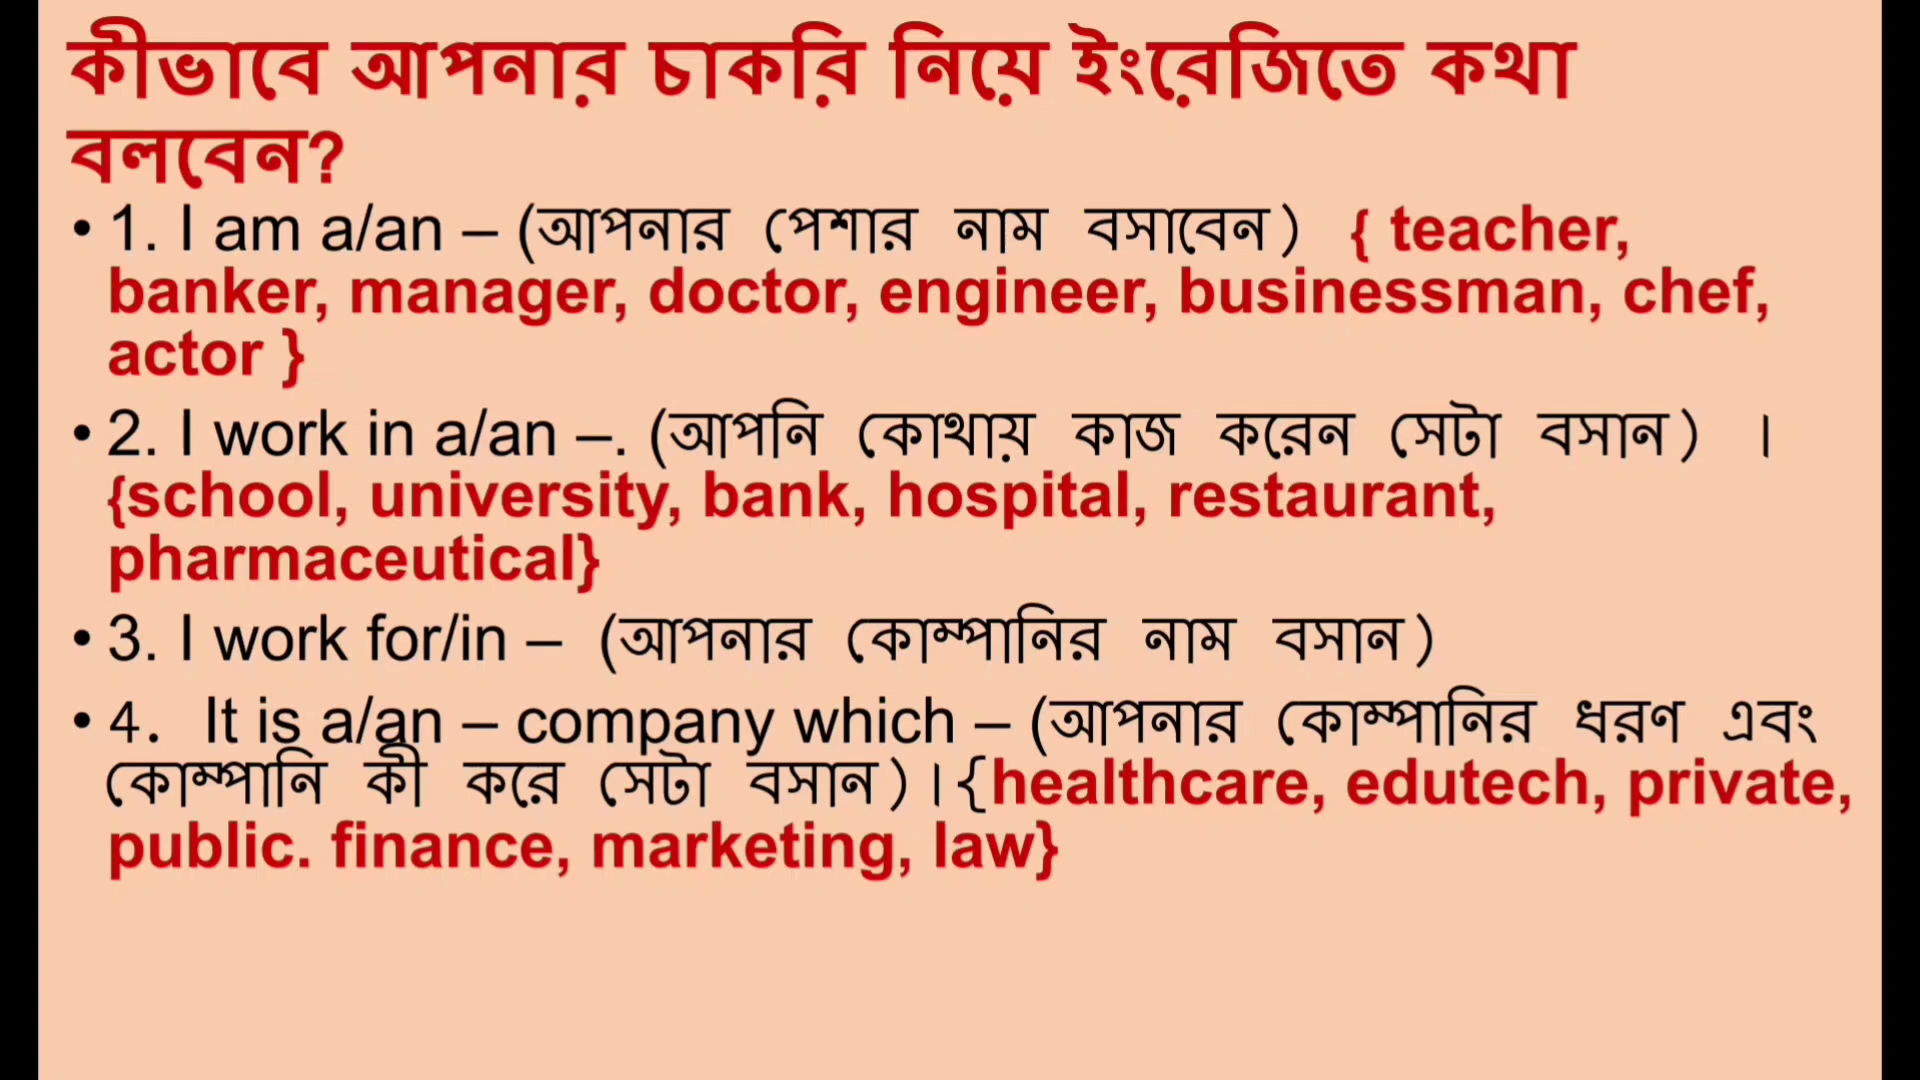 কীভাবে আপনার চাকরি নিয়ে ইংরেজিতে কথা
বলবেন?
• 1. I am a/an – (আপনার পেশার নাম বসাবেন) { teacher,
banker, manager, doctor, engineer, businessman, chef,
actor }
• 2. I work in a/an –. (আপনি কোথায় কাজ করেন সেটা বসান) ।
{school, university, bank, hospital, restaurant,
pharmaceutical}
• 3. I work for/in – (আপনার কোম্পানির নাম বসান)
• 4. It is a/an – company which – (আপনার কোম্পানির ধরণ এবং
কোম্পানি কী করে সেটা বসান)।{healthcare, edutech, private,
public. finance, marketing, law}